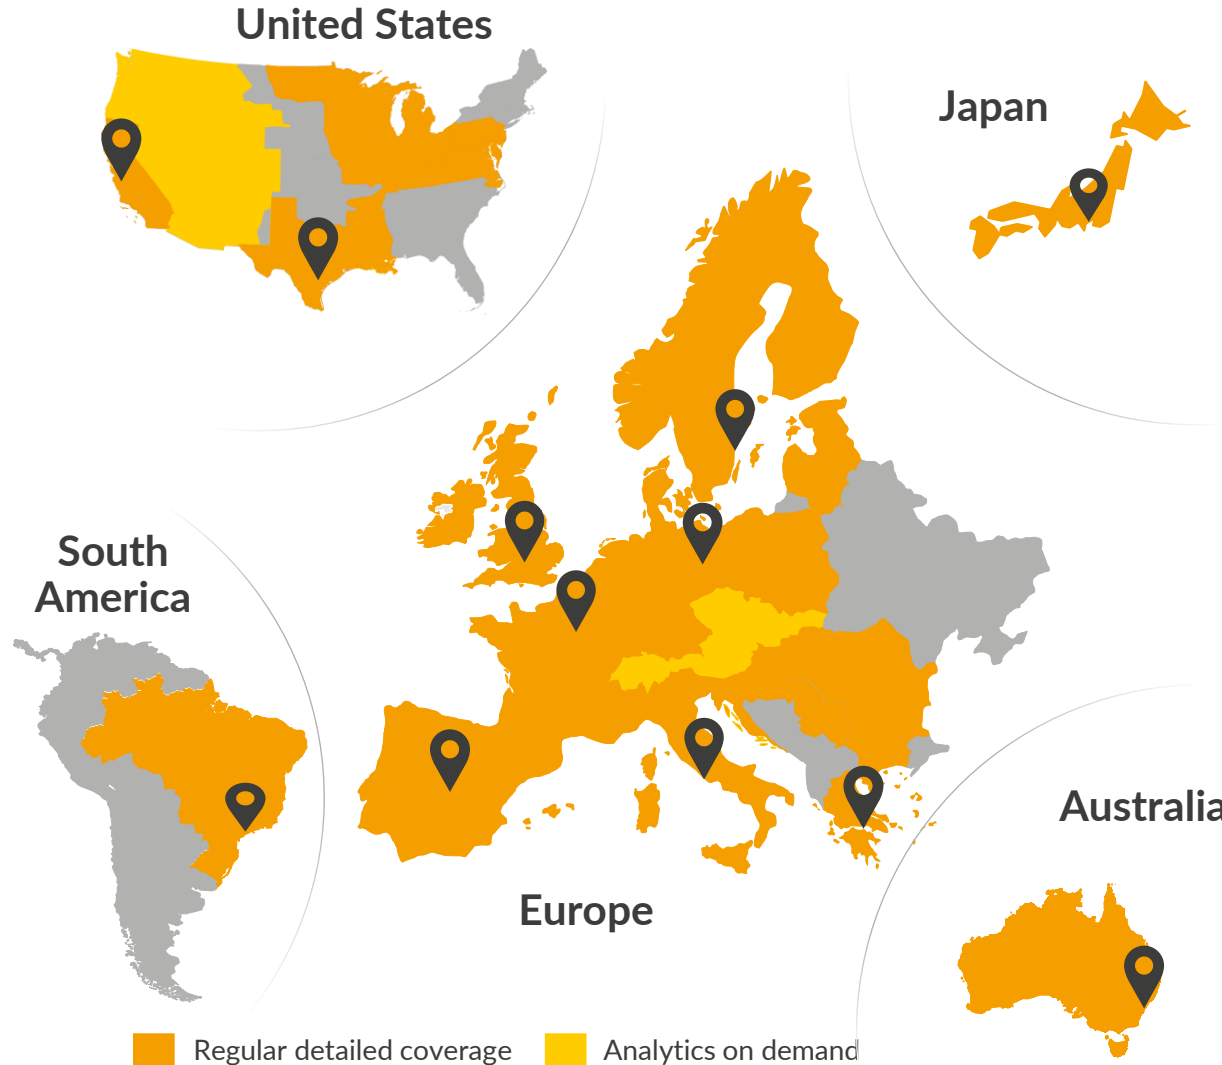 United States
Japan
South
America
Australia
Europe
Regular detailed coverage
Analytics on demand